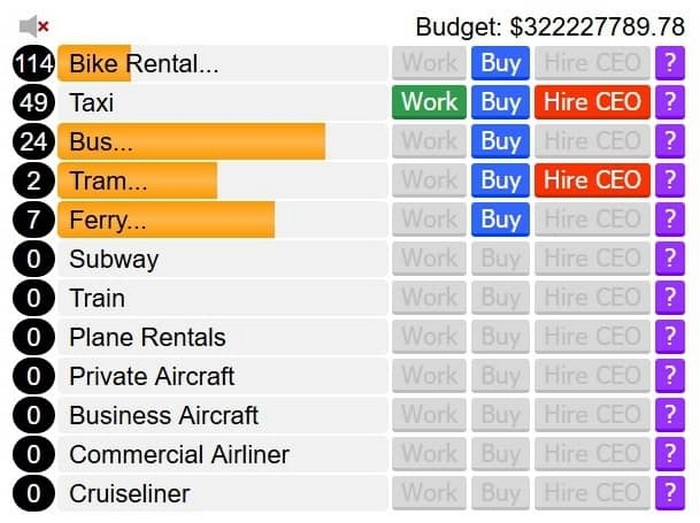 Budget: $322227789.78
114 Bike Rental... Work Buy Hire CEO ?
49 Taxi Work Buy Hire CEO ?
24 Bus... Work Buy Hire CEO ?
2 Tram... Work Buy Hire CEO ?
7 Ferry... Work Buy Hire CEO ?
0 Subway Work Buy Hire CEO ?
0 Train Work Buy Hire CEO ?
0 Plane Rentals Work Buy Hire CEO ?
0 Private Aircraft Work Buy Hire CEO ?
0 Business Aircraft Work Buy Hire CEO ?
0 Commercial Airliner Work Buy Hire CEO ?
0 Cruiseliner Work Buy Hire CEO ?